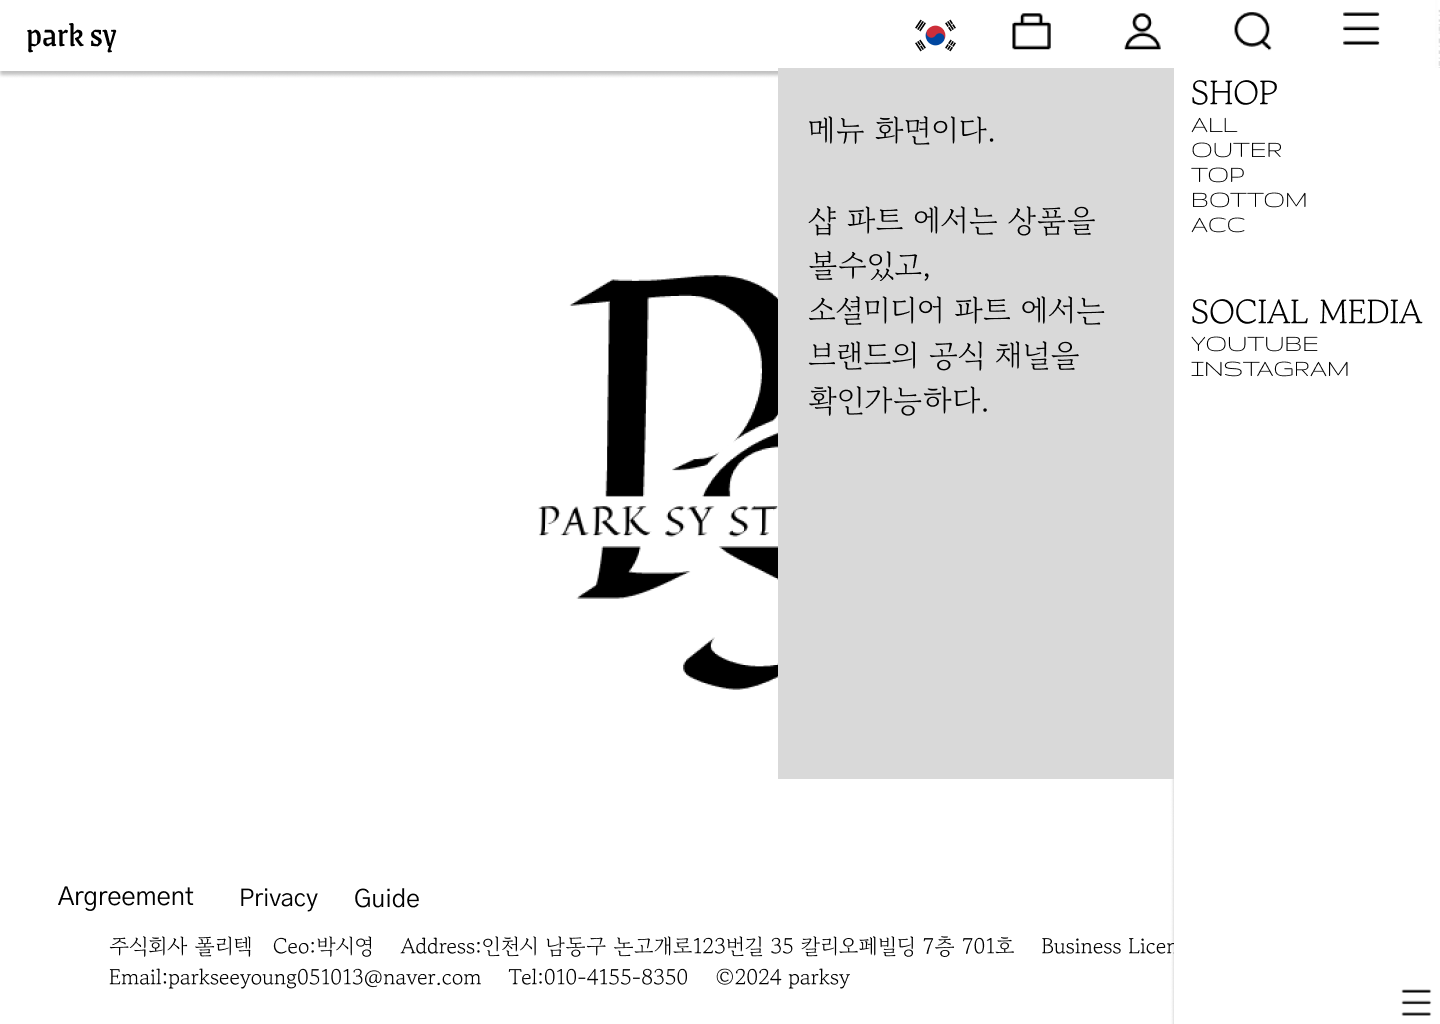 park sy
메뉴 화면이다.
샵 파트 에서는 상품을
볼수있고,
소셜미디어 파트 에서는
브랜드의 공식 채널을
확인가능하다.
SHOP
ALL
OUTER
TOP
BOTTOM
ACC
SOCIAL MEDIA
YOUTUBE
INSTAGRAM
PARK SY ST
Argreement Privacy Guide
주식회사 폴리텍 Ceo:박시영 Address:인천시 남동구 논고개로123번길 35 칼리오페빌딩 7층 701호 Business Licen
Email:parkseeyoung051013@naver.com Tel:010-4155-8350 ©2024 parksy